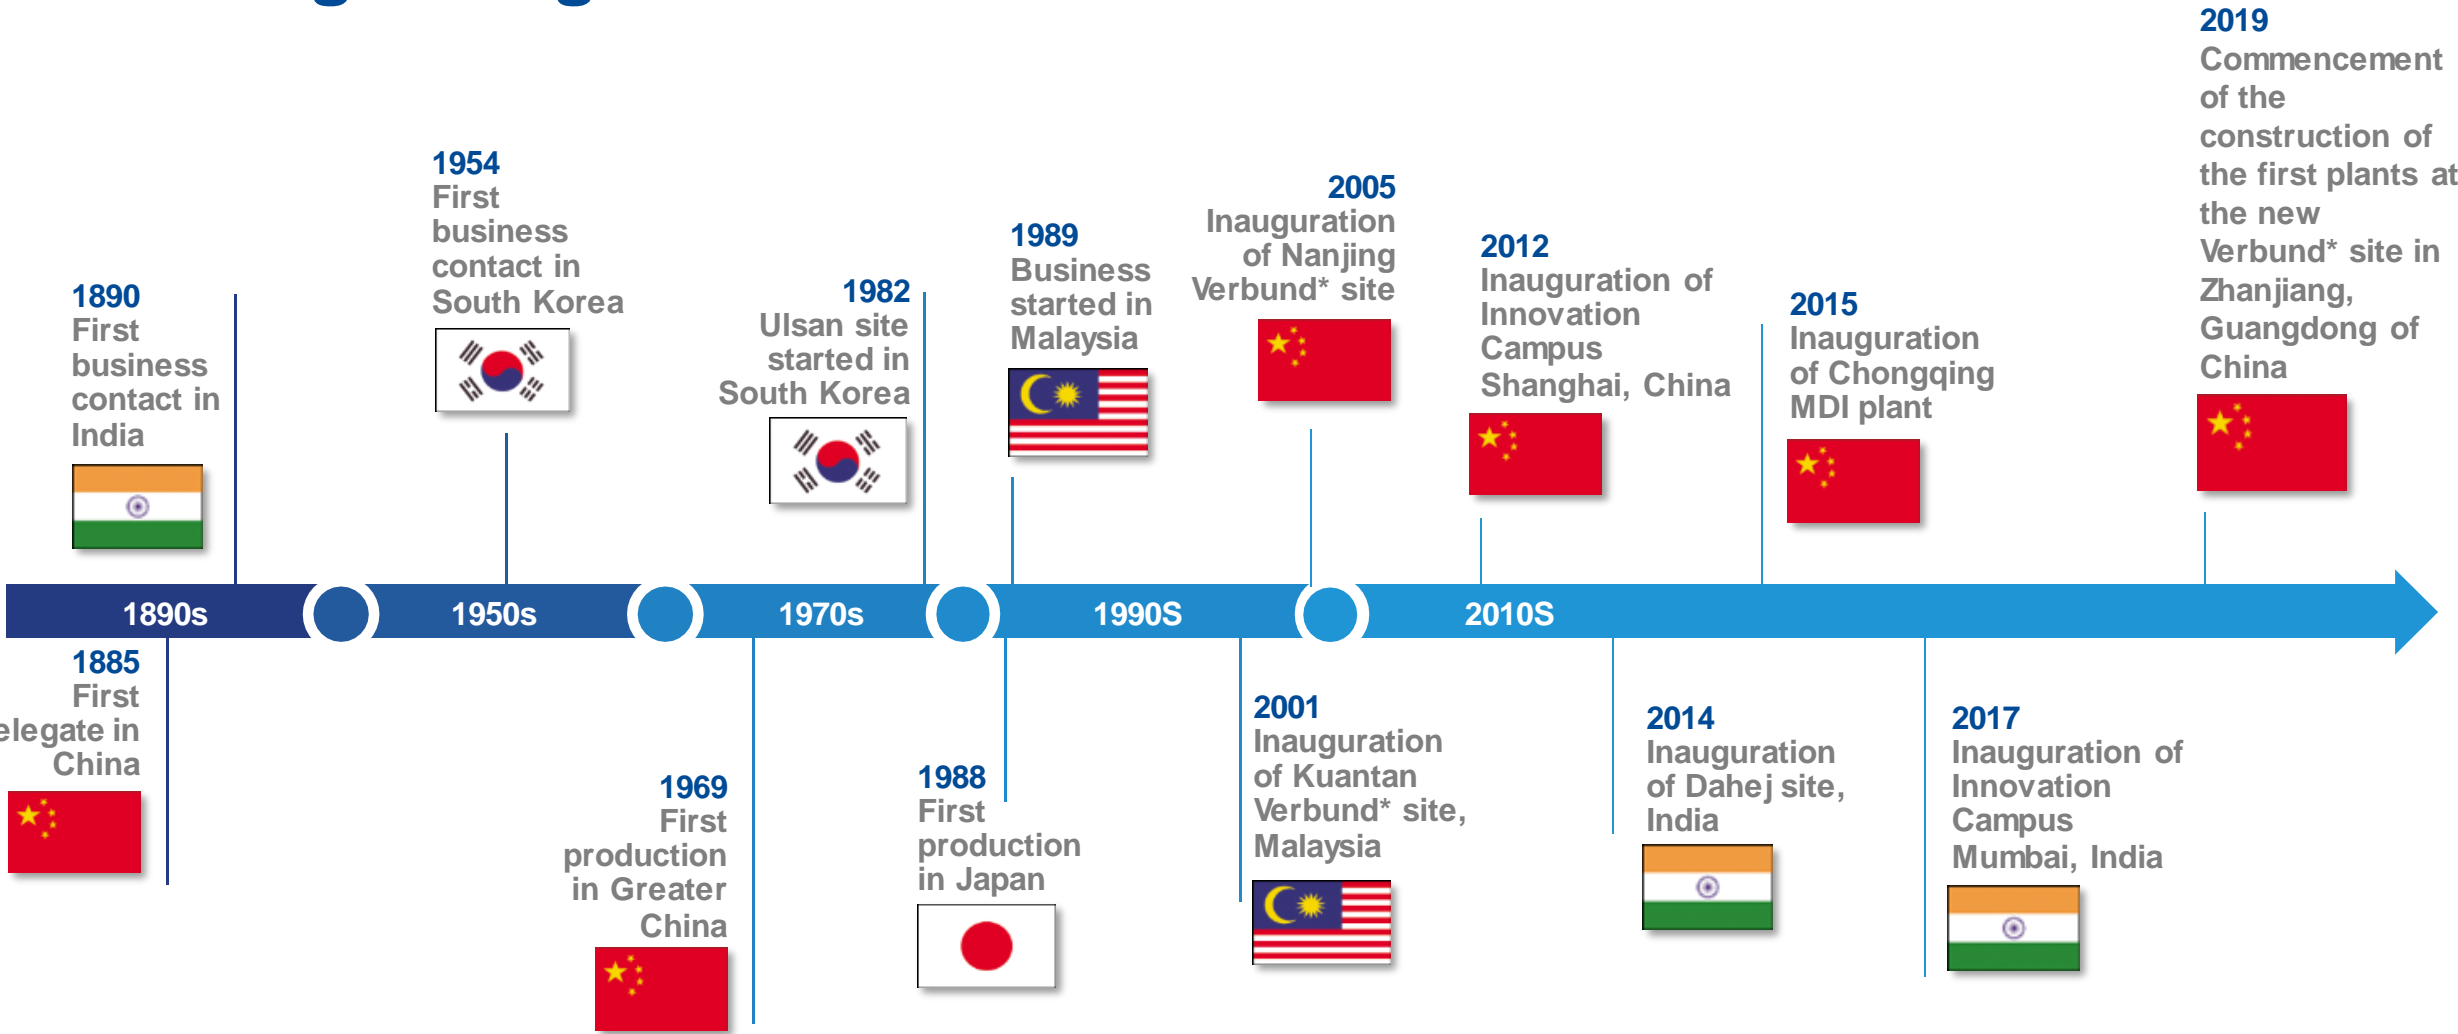 1890
First
business
contact in
India
1954
First
business
contact in
South Korea
1982
Ulsan site
started in
South Korea
1989
Business
started in
Malaysia
2005
Inauguration
of Nanjing
Verbund* site
2012
Inauguration of
Innovation
Campus
Shanghai, China
2015
Inauguration
of Chongqing
MDI plant
2019
Commencement
of the
construction of
the first plants at
the new
Verbund* site in
Zhanjiang,
Guangdong of
China
1890s
1950s
1970s
1990S
2010S
1885
First
elegate in
China
1969
First
production
in Greater
China
1988
First
production
in Japan
2001
Inauguration
of Kuantan
Verbund* site,
Malaysia
2014
Inauguration
of Dahej site,
India
2017
Inauguration of
Innovation
Campus
Mumbai, India